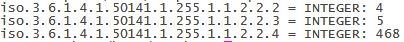 iso.3.6.1.4.1.50141.1.255.1.1.2.2.2 = INTEGER: 4
iso.3.6.1.4.1.50141.1.255.1.1.2.2.3 = INTEGER: 5
iso.3.6.1.4.1.50141.1.255.1.1.2.2.4 = INTEGER: 468